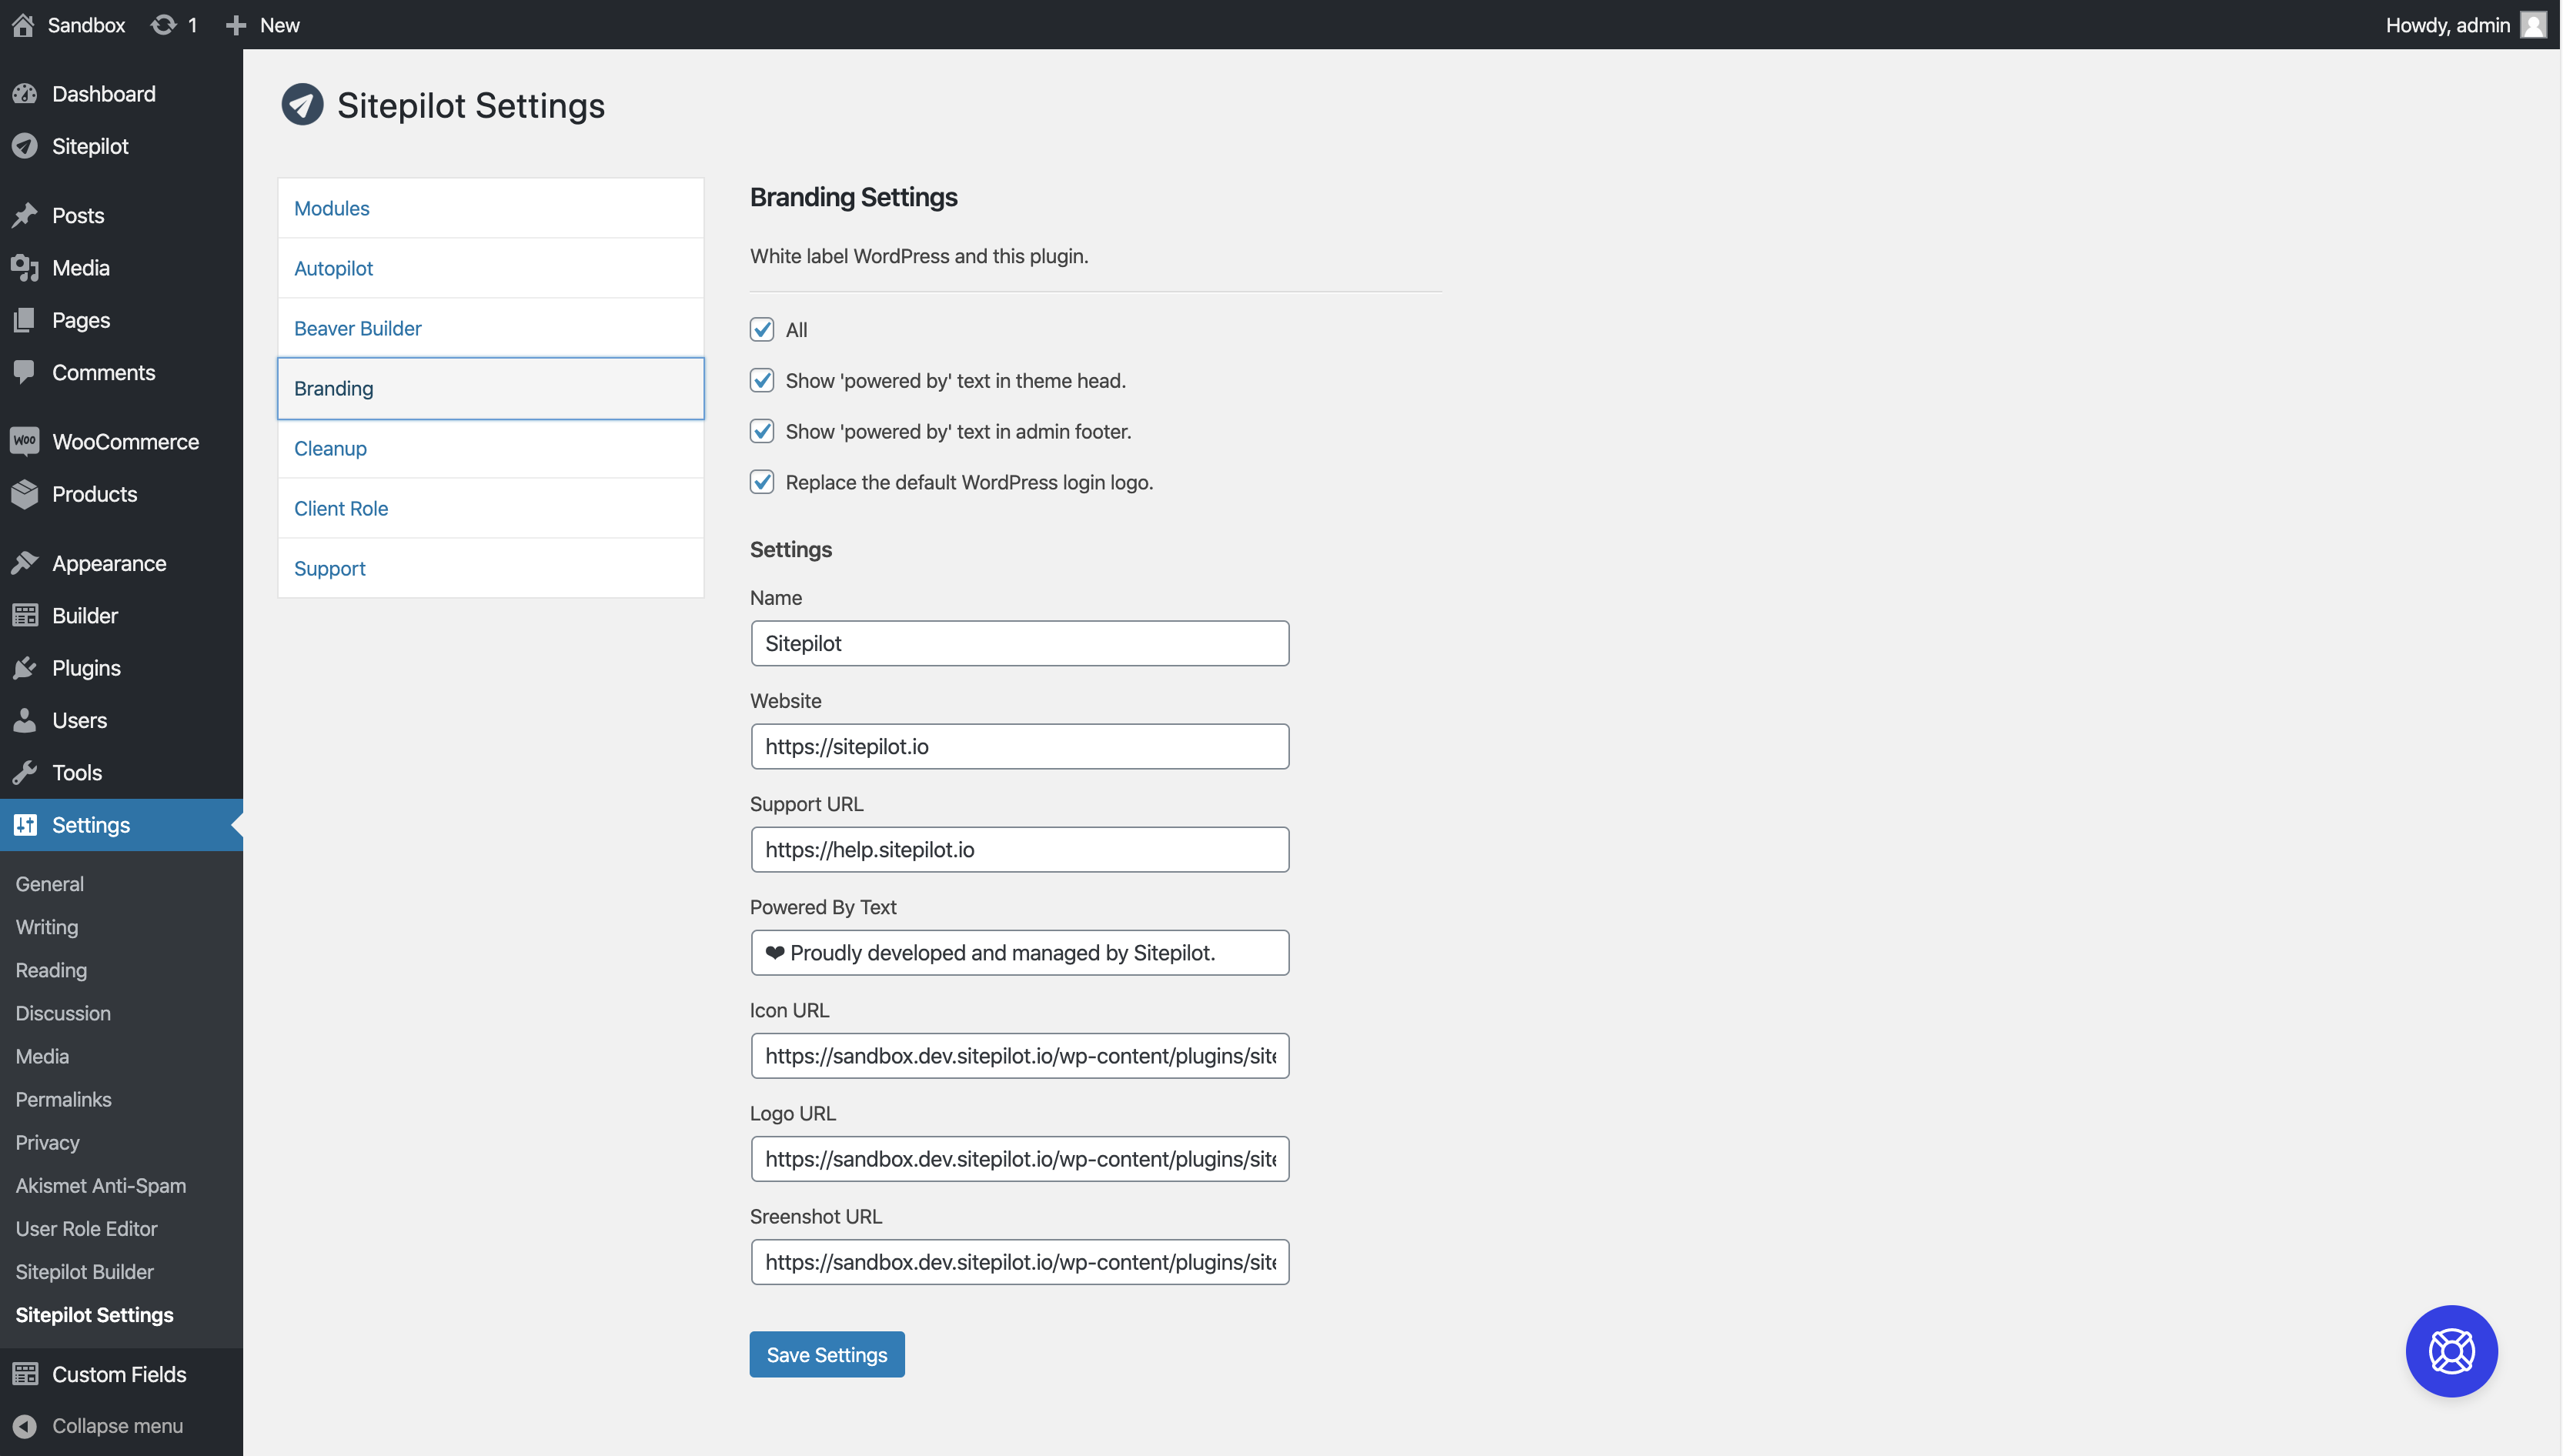 Sandbox 1 New Howdy, admin
Dashboard
Sitepilot
Posts
Media
Pages
Comments
woo WooCommerce
Products
Appearance
Builder
Plugins
Users
Tools
Settings
General
Writing
Reading
Discussion
Media
Permalinks
Privacy
Akismet Anti-Spam
User Role Editor
Sitepilot Builder
Sitepilot Settings
Custom Fields
Collapse menu
Sitepilot Settings
Modules
Autopilot
Beaver Builder
Branding
Cleanup
Client Role
Support
Branding Settings
White label WordPress and this plugin.
All
Show 'powered by' text in theme head.
Show 'powered by' text in admin footer.
Replace the default WordPress login logo.
Settings
Name
Sitepilot
Website
https://sitepilot.io
Support URL
https://help.sitepilot.io
Powered By Text
❤ Proudly developed and managed by Sitepilot.
Icon URL
https://sandbox.dev.sitepilot.io/wp-content/plugins/site
Logo URL
https://sandbox.dev.sitepilot.io/wp-content/plugins/site
Sreenshot URL
https://sandbox.dev.sitepilot.io/wp-content/plugins/site
Save Settings